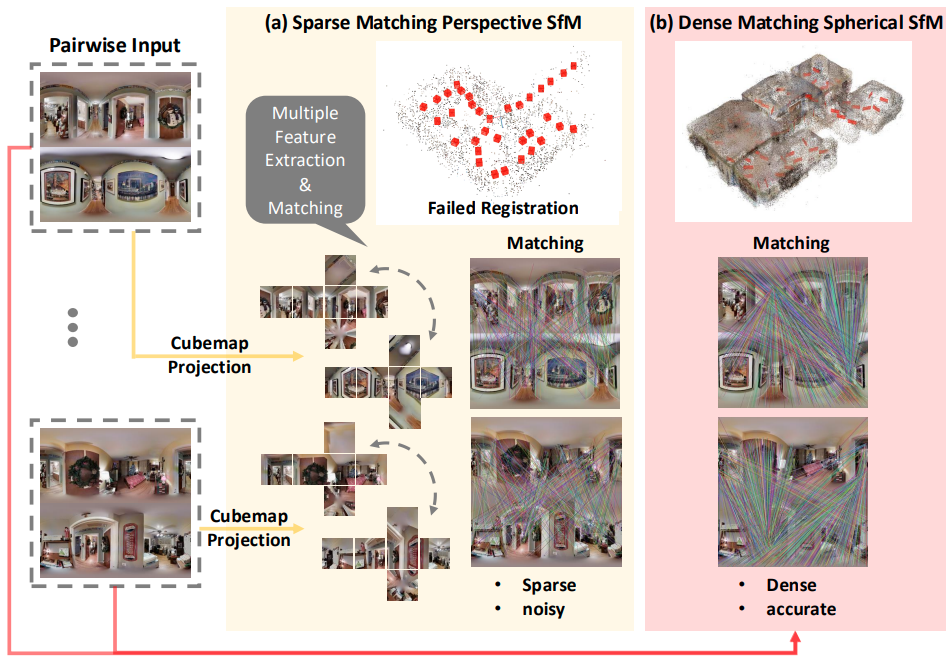 Pairwise Input
(a) Sparse Matching Perspective SfM
(b) Dense Matching Spherical SfM
Multiple
Feature
Extraction
&
Matching
Failed Registration
Matching
Matching
Cubemap
Projection
Cubemap
Projection
• Sparse
• noisy
• Dense
• accurate